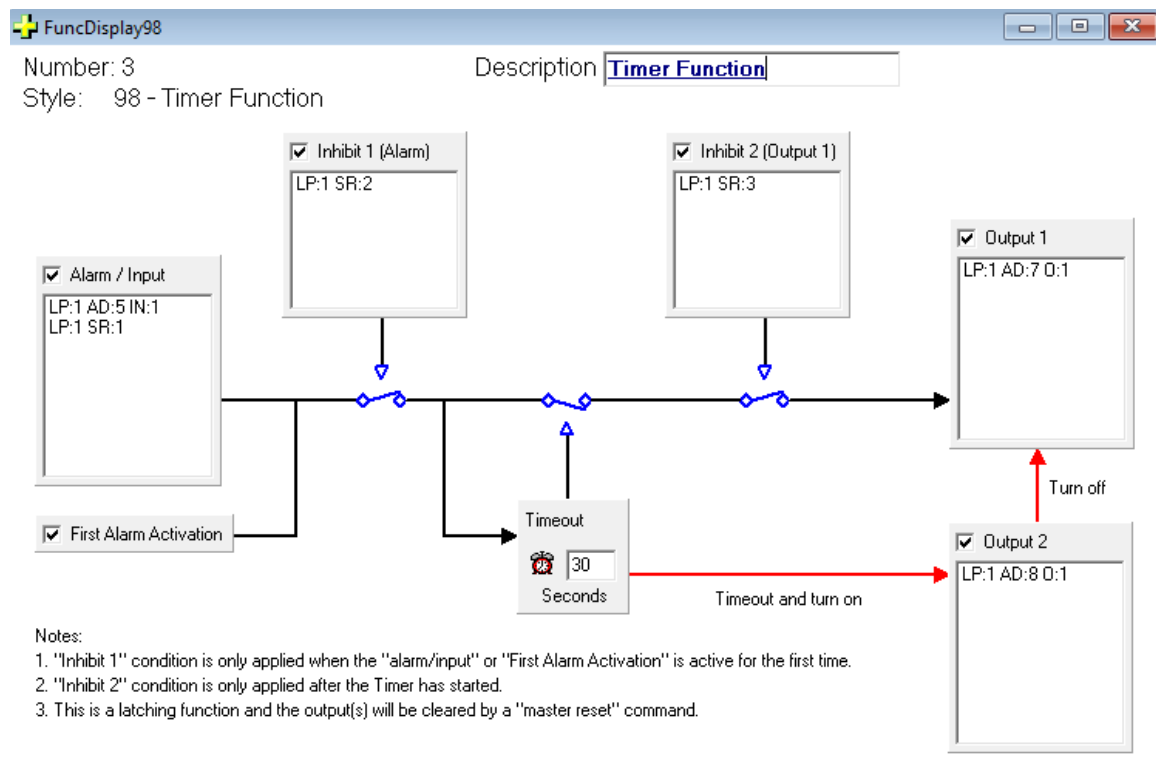 FuncDisplay98
Number: 3
Description Timer Function
Style: 98 - Timer Function
Inhibit 1 (Alarm)
LP:1 SR:2
Inhibit 2 (Output 1)
LP:1 SR:3
Output 1
LP:1 AD:7 O:1
Alarm / Input
LP:1 AD:5 IN:1
LP:1 SR:1
First Alarm Activation
Timeout
30
Seconds
Timeout and turn on
Turn off
Output 2
LP:1 AD:8 O:1
Notes:
1. "Inhibit 1" condition is only applied when the "alarm/input" or "First Alarm Activation" is active for the first time.
2. "Inhibit 2" condition is only applied after the Timer has started.
3. This is a latching function and the output(s) will be cleared by a "master reset" command.